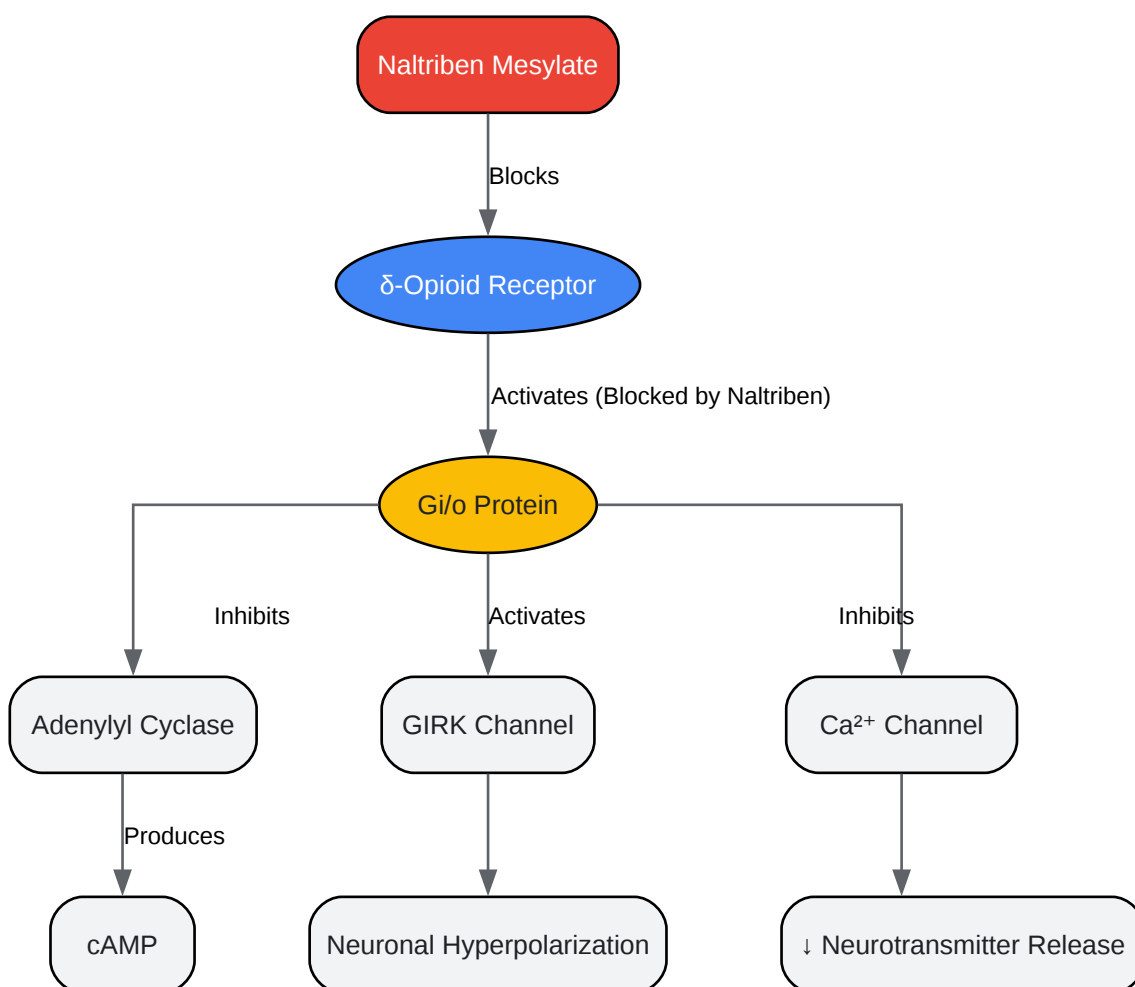 Naltriben Mesylate
Blocks
δ-Opioid Receptor
Activates (Blocked by Naltriben)
Gi/o Protein
Inhibits
Activates
Inhibits
Adenylyl Cyclase
GIRK Channel
Ca²⁺ Channel
Produces
cAMP
Neuronal Hyperpolarization
↓ Neurotransmitter Release